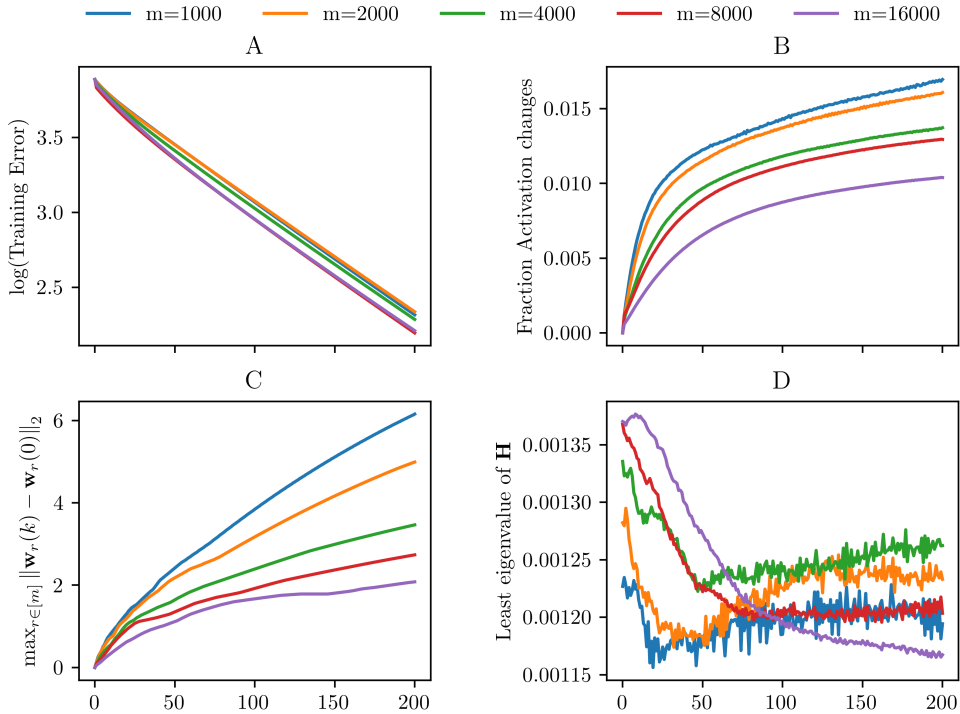 m=1000 m=2000 m=4000 m=8000 m=16000
A
log(Training Error)
3.5
3.0
2.5
B
Fraction Activation changes
0.015
0.010
0.005
0.000
C
max_{r∈[m]} ||w_r(k) − w_r(0)||_2
6
4
2
0
0 50 100 150 200
D
Least eigenvalue of H
0.00135
0.00130
0.00125
0.00120
0.00115
0 50 100 150 200